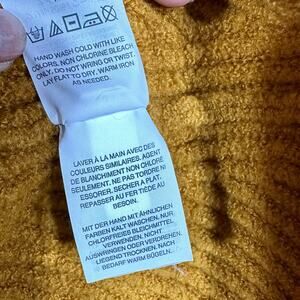 HAND WASH COLD WITH LIKE
COLORS. NON CHLORINE BLEACH
ONLY. DO NOT WRING OR TWIST.
LAY FLAT TO DRY. WARM IRON
AS NEEDED.
LAVER À LA MAIN AVEC DES
COULEURS SIMILAIRES. AGENT
DE BLANCHIMENT NON CHLORÉ
SEULEMENT. NE PAS TORDRE NI
ESSORER. SÉCHER À PLAT.
REPASSER AU FER TIÈDE AU
BESOIN.
MIT DER HAND MIT ÄHNLICHEN
FARBEN KALT WASCHEN. NUR
CHLORFREIES BLEICHMITTEL
VERWENDEN. NICHT
AUSWRINGEN ODER VERDREHEN.
LIEGEND TROCKNEN. NACH
BEDARF WARM BÜGELN.